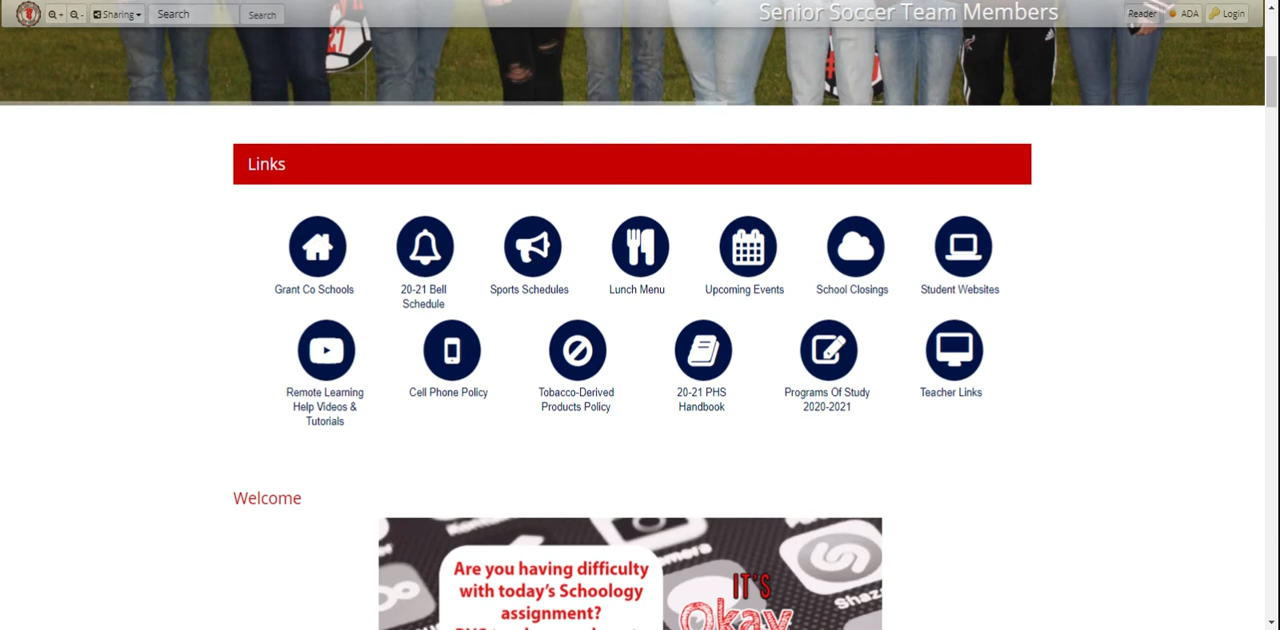 Sharing
Search
Search
Senior Soccer Team Members
Reader
ADA
Login
27
Links
Grant Co Schools
20-21 Bell
Schedule
Sports Schedules
Lunch Menu
Upcoming Events
School Closings
Student Websites
Remote Learning
Help Videos &
Tutorials
Cell Phone Policy
Tobacco-Derived
Products Policy
20-21 PHS
Handbook
Programs Of Study
2020-2021
Teacher Links
Welcome
Are you having difficulty
with today's Schoology
assignment?
IT'S
Okay
Shaz